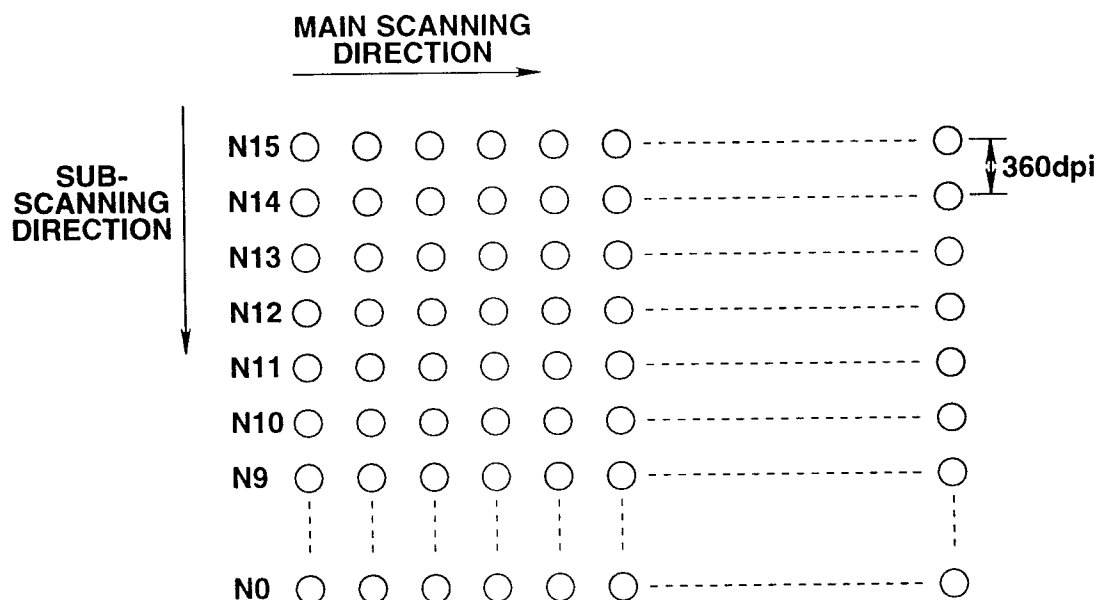 MAIN SCANNING
DIRECTION
SUB-
SCANNING
DIRECTION
N15
360dpi
N14
N13
N12
N11
N10
N9
N0